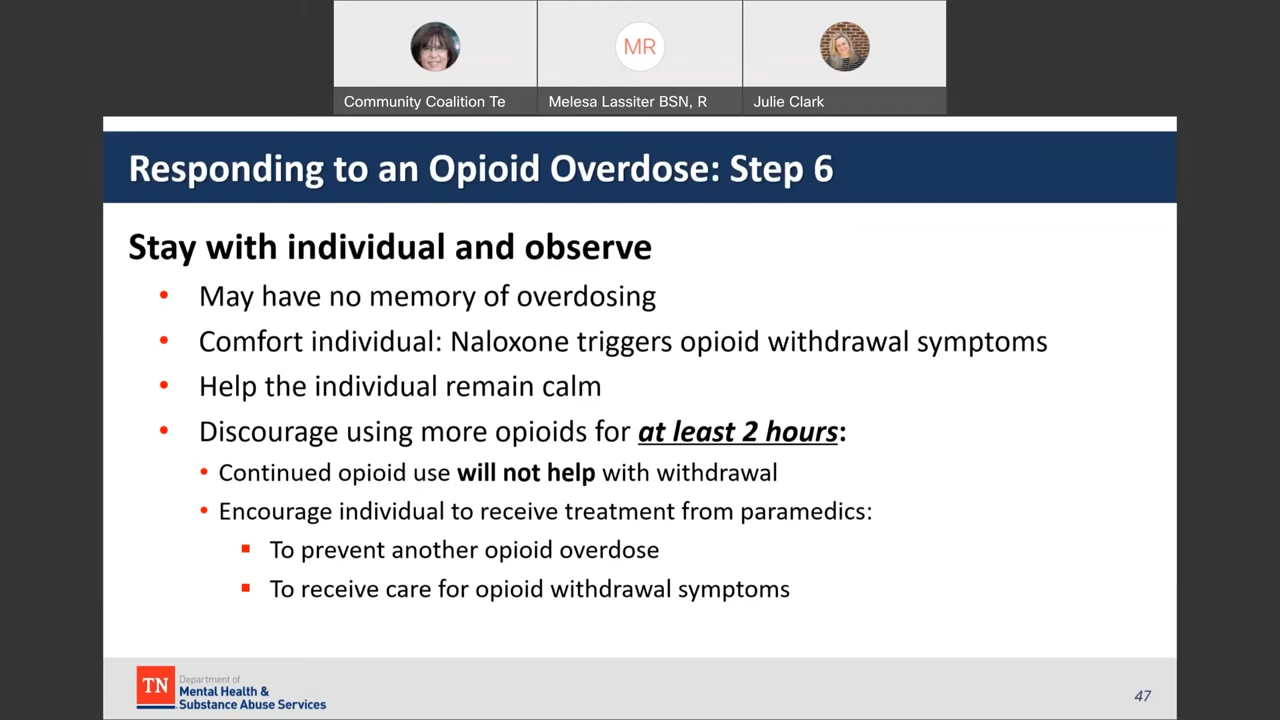 MR
Community Coalition Te
Melesa Lassiter BSN, R
Julie Clark
Responding to an Opioid Overdose: Step 6
Stay with individual and observe
• May have no memory of overdosing
• Comfort individual: Naloxone triggers opioid withdrawal symptoms
• Help the individual remain calm
• Discourage using more opioids for at least 2 hours:
• Continued opioid use will not help with withdrawal
• Encourage individual to receive treatment from paramedics:
▪ To prevent another opioid overdose
▪ To receive care for opioid withdrawal symptoms
TN
Department of
Mental Health &
Substance Abuse Services
47